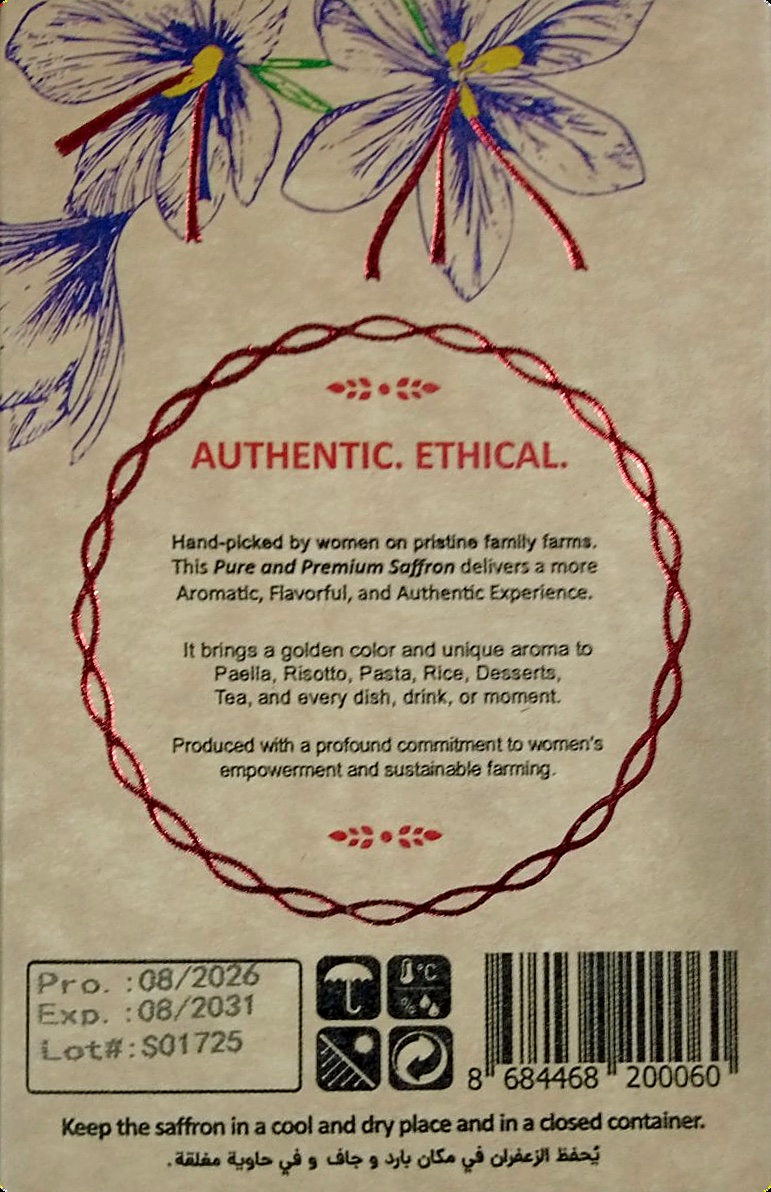 AUTHENTIC. ETHICAL.
Hand-picked by women on pristine family farms.
This Pure and Premium Saffron delivers a more
Aromatic, Flavorful, and Authentic Experience.
It brings a golden color and unique aroma to
Paella, Risotto, Pasta, Rice, Desserts,
Tea, and every dish, drink, or moment.
Produced with a profound commitment to women's
empowerment and sustainable farming.
Pro. :08/2026
Exp. :08/2031
Lot#:S01725
°C
%
8 684468 200060
Keep the saffron in a cool and dry place and in a closed container.
يُحفظ الزعفران في مكان بارد و جاف و في حاوية مغلقة.